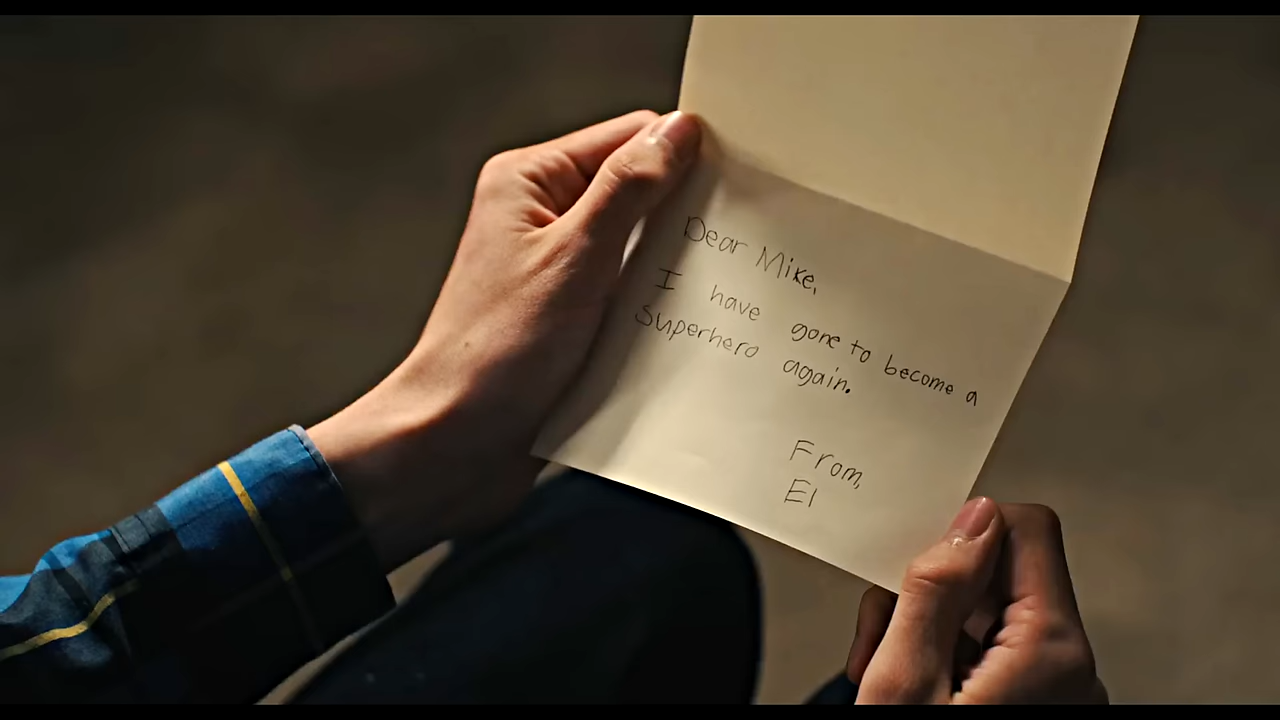 Dear Mike,
I have gone to become a
superhero again.
From,
El